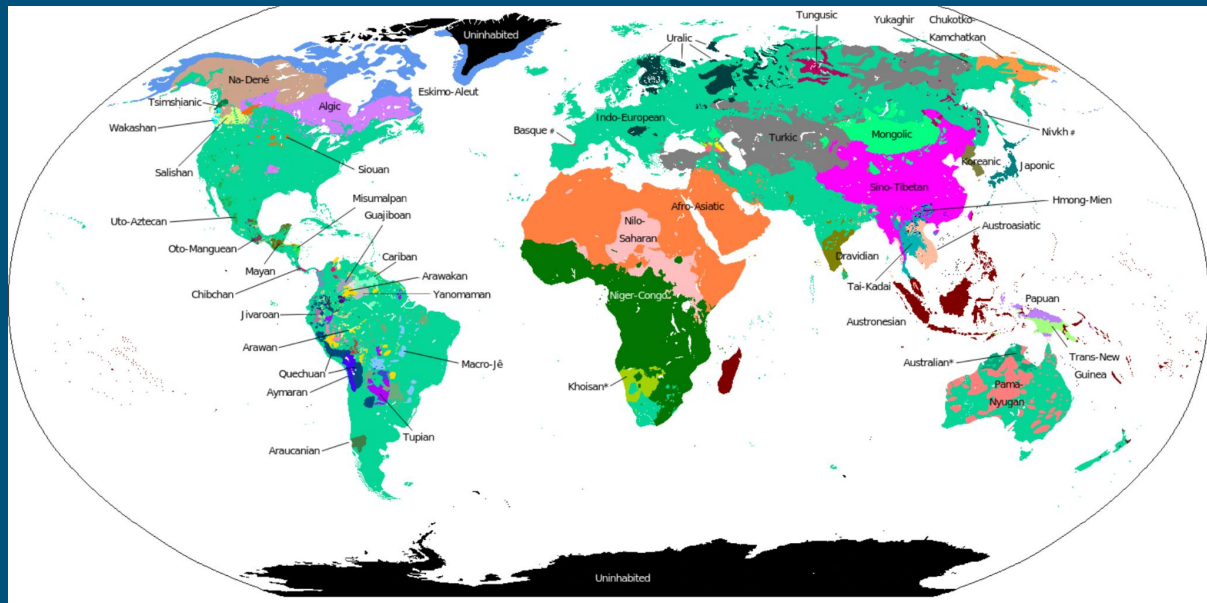 Uninhabited
Na-Dené
Tsimshianic
Algic
Eskimo-Aleut
Wakashan
Salishan
Siouan
Misumalpan
Guajiboan
Uto-Aztecan
Cariban
Oto-Manguean
Arawakan
Mayan
Yanomaman
Chibchan
Jivaroan
Arawan
Macro-Jê
Quechuan
Aymaran
Tupian
Araucanian
Tungusic
Yukaghir
Chukotko-
Kamchatkan
Uralic
Indo-European
Basque #
Turkic
Mongolic
Nivkh #
Koreanic
Japonic
Sino-Tibetan
Hmong-Mien
Afro-Asiatic
Nilo-
Saharan
Austroasiatic
Dravidian
Tai-Kadai
Niger-Congo
Papuan
Austronesian
Trans-New
Guinea
Australian*
Khoisan*
Pama-
Nyugan
Uninhabited